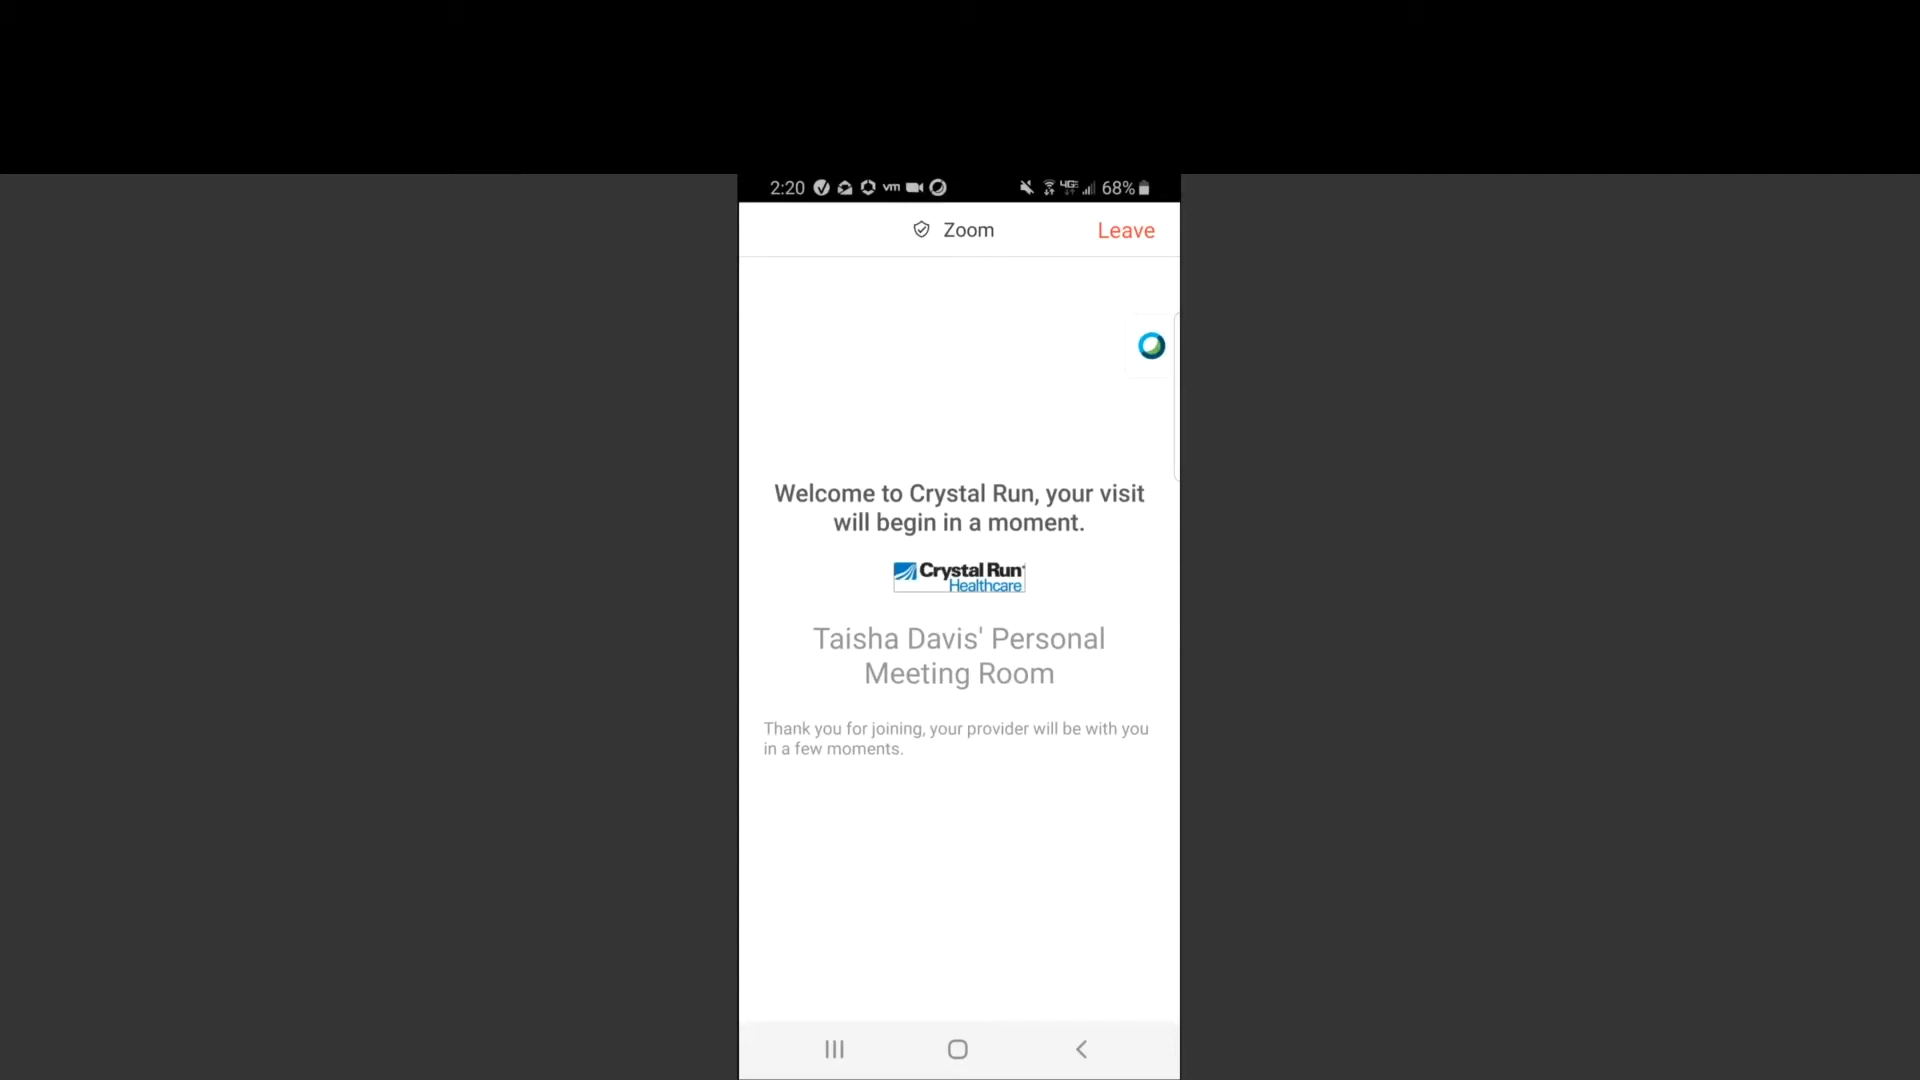 2:20 vm 4GE 68%
Zoom Leave
Welcome to Crystal Run, your visit
will begin in a moment.
Crystal Run
Healthcare
Taisha Davis' Personal
Meeting Room
Thank you for joining, your provider will be with you
in a few moments.